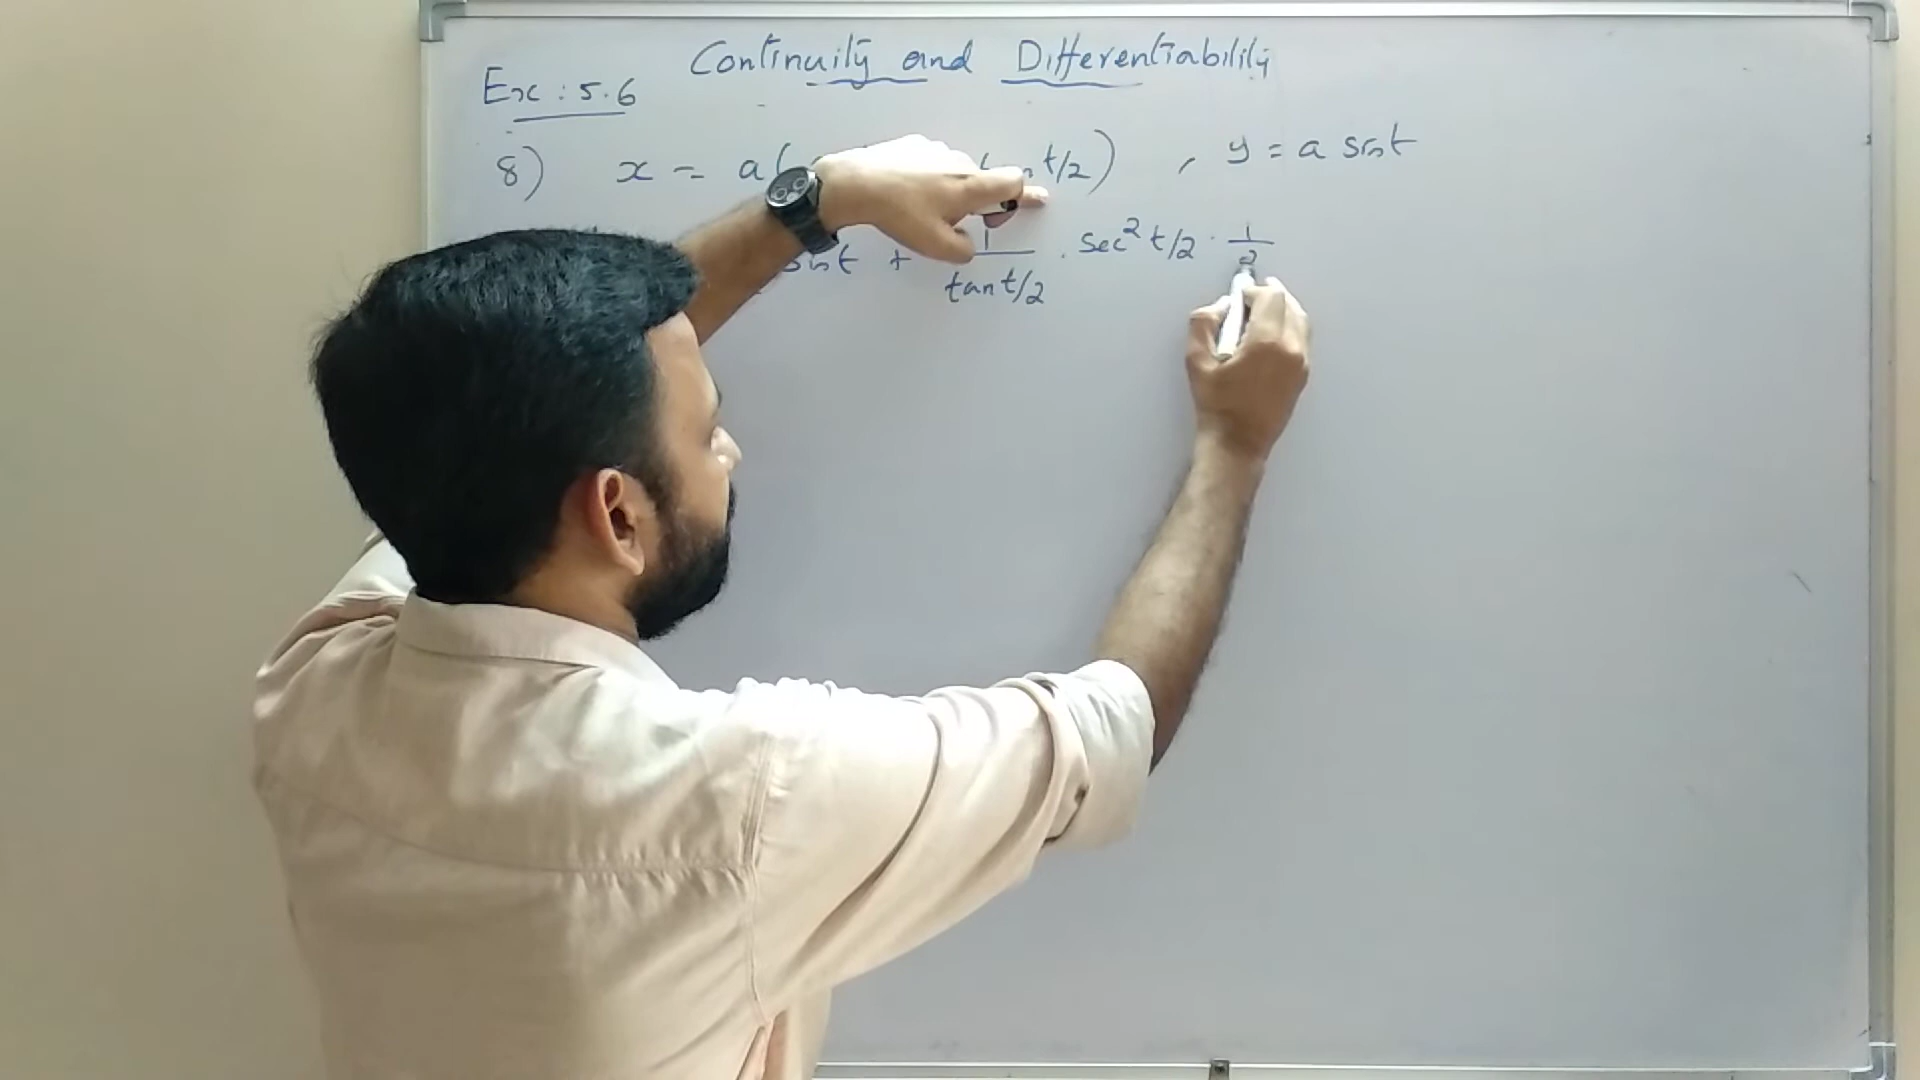 Continuity and Differentiability
Ex : 5.6
8) x = a( t/2) , y = a sint
sint + 1/tan t/2 . sec² t/2 . 1/2